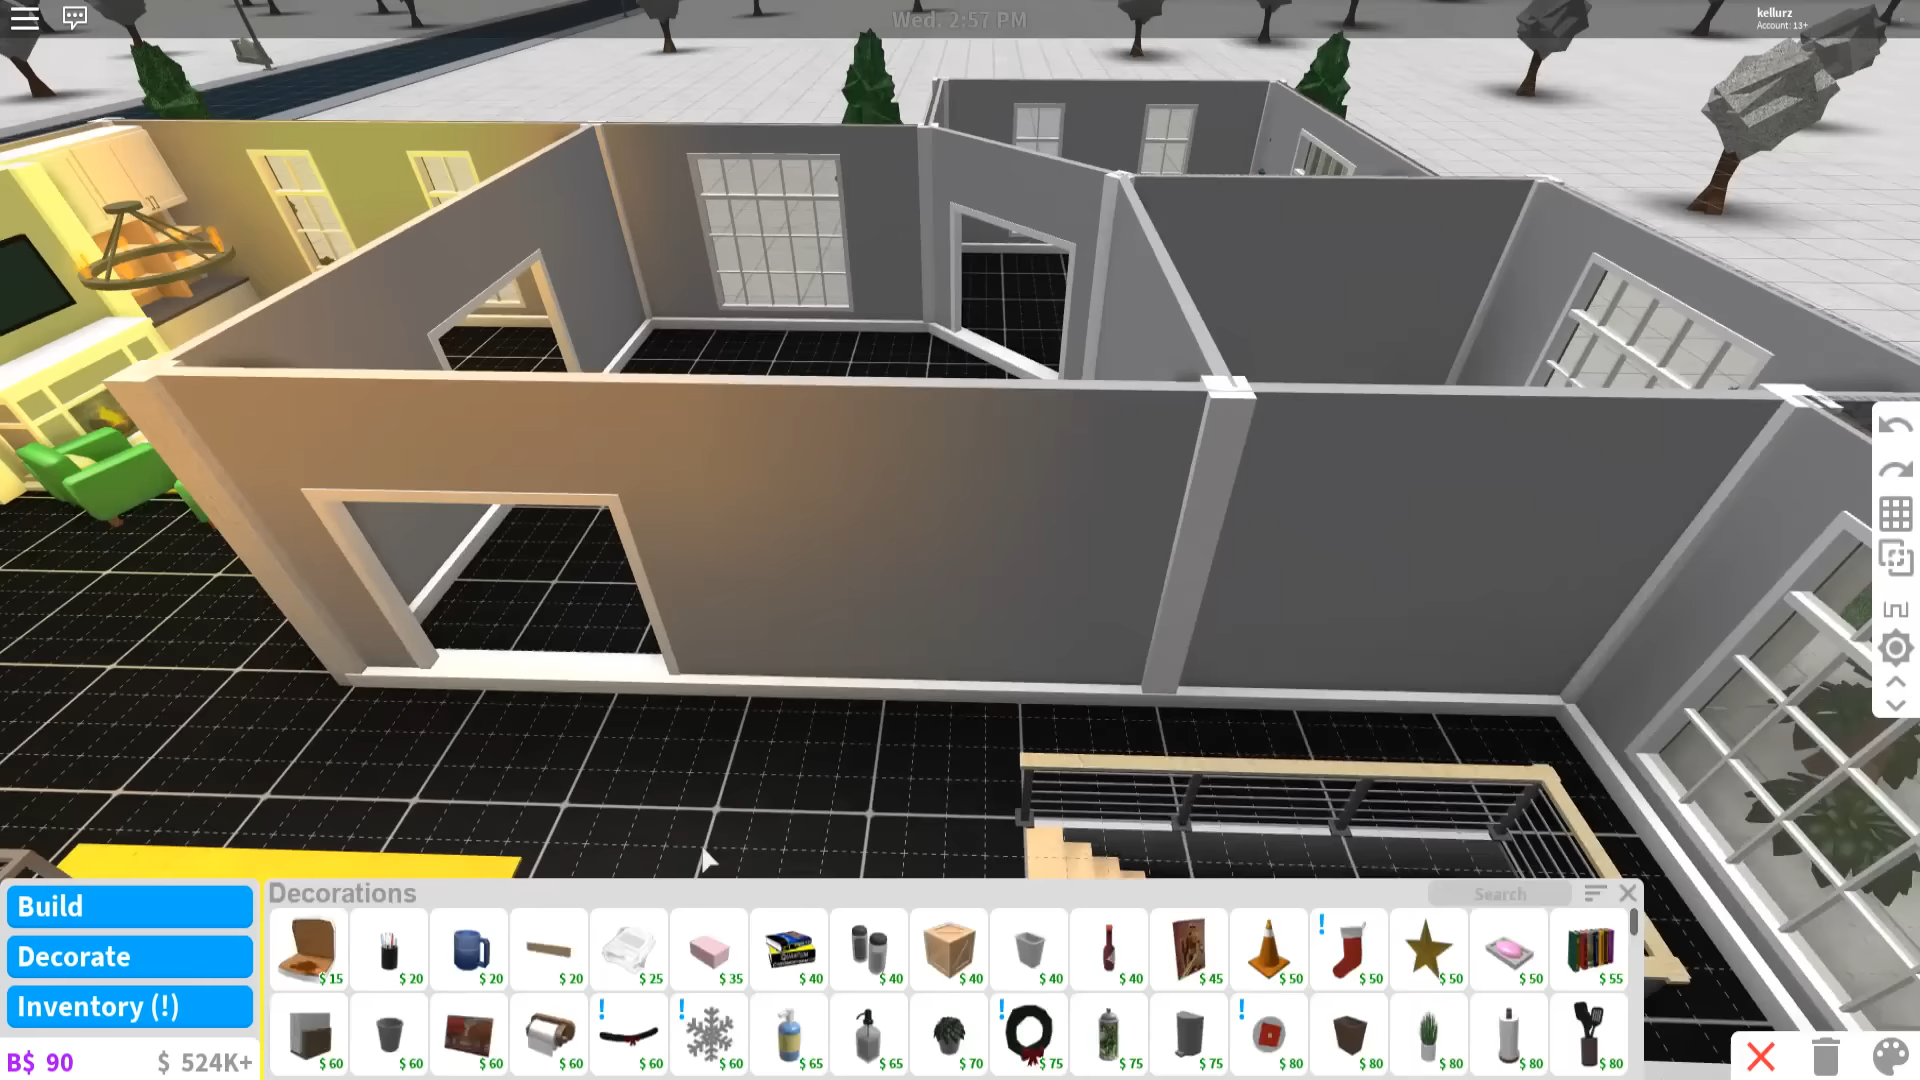 Wed. 2:57 PM
kellurz
Account: 13+
Build
Decorate
Inventory (!)
B$ 90
$ 524K+
Decorations
Search
$ 15
$ 20
$ 20
$ 20
$ 25
$ 35
$ 40
$ 40
$ 40
$ 40
$ 40
$ 45
$ 50
! $ 50
$ 50
$ 50
$ 55
$ 60
$ 60
$ 60
$ 60
! $ 60
! $ 60
$ 65
$ 65
$ 70
! $ 75
$ 75
$ 75
! $ 80
$ 80
$ 80
$ 80
$ 80